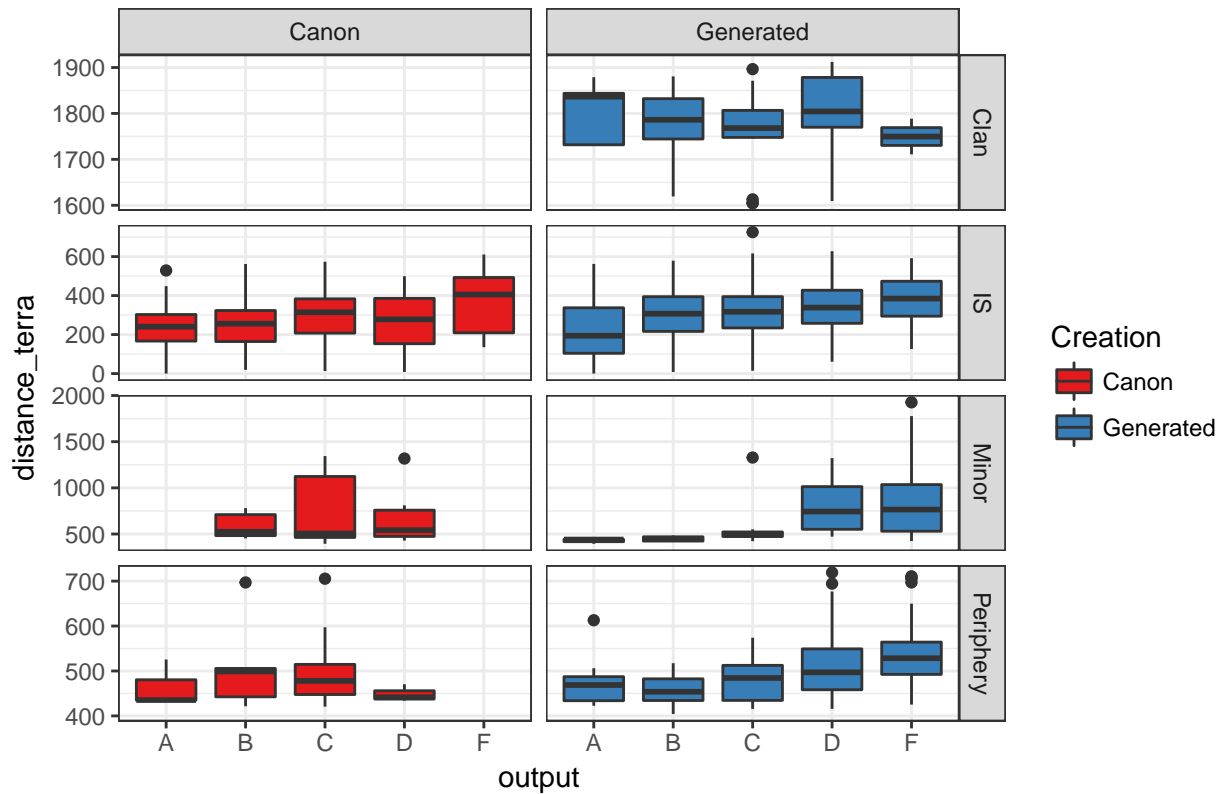 Canon
Generated
1900
1800
1700
1600
Clan
600
400
200
0
IS
2000
1500
1000
500
Minor
700
600
500
400
Periphery
A
B
C
D
F
A
B
C
D
F
distance_terra
output
Creation
Canon
Generated